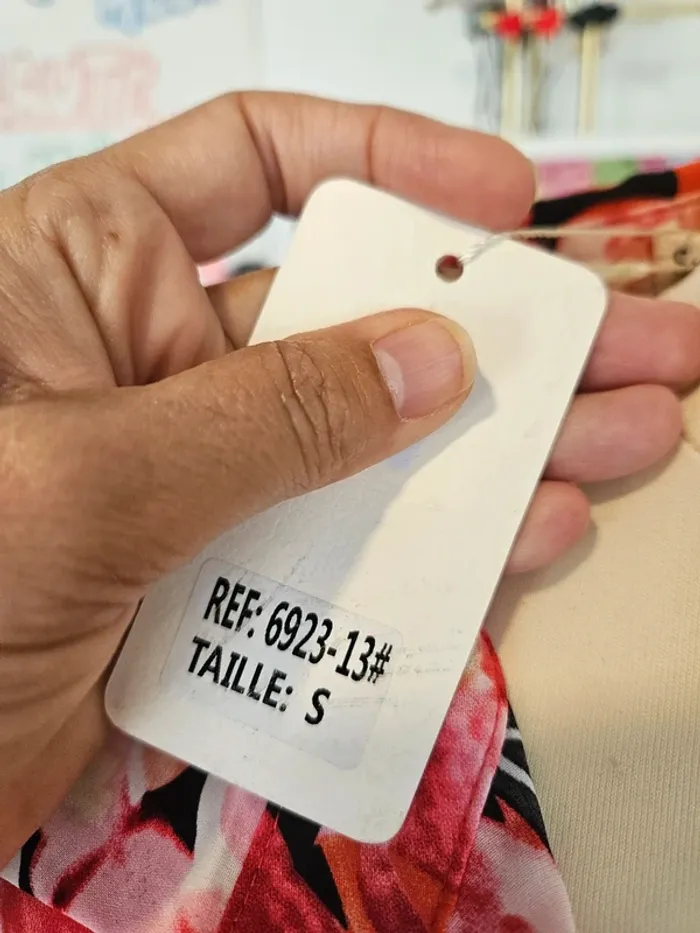 REF: 6923-13#
TAILLE: S